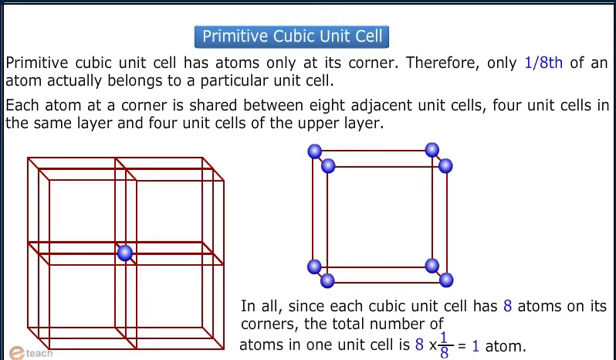 Primitive Cubic Unit Cell
Primitive cubic unit cell has atoms only at its corner. Therefore, only 1/8th of an
atom actually belongs to a particular unit cell.
Each atom at a corner is shared between eight adjacent unit cells, four unit cells in
the same layer and four unit cells of the upper layer.
In all, since each cubic unit cell has 8 atoms on its
corners, the total number of
atoms in one unit cell is 8 × 1/8 = 1 atom.
e teach